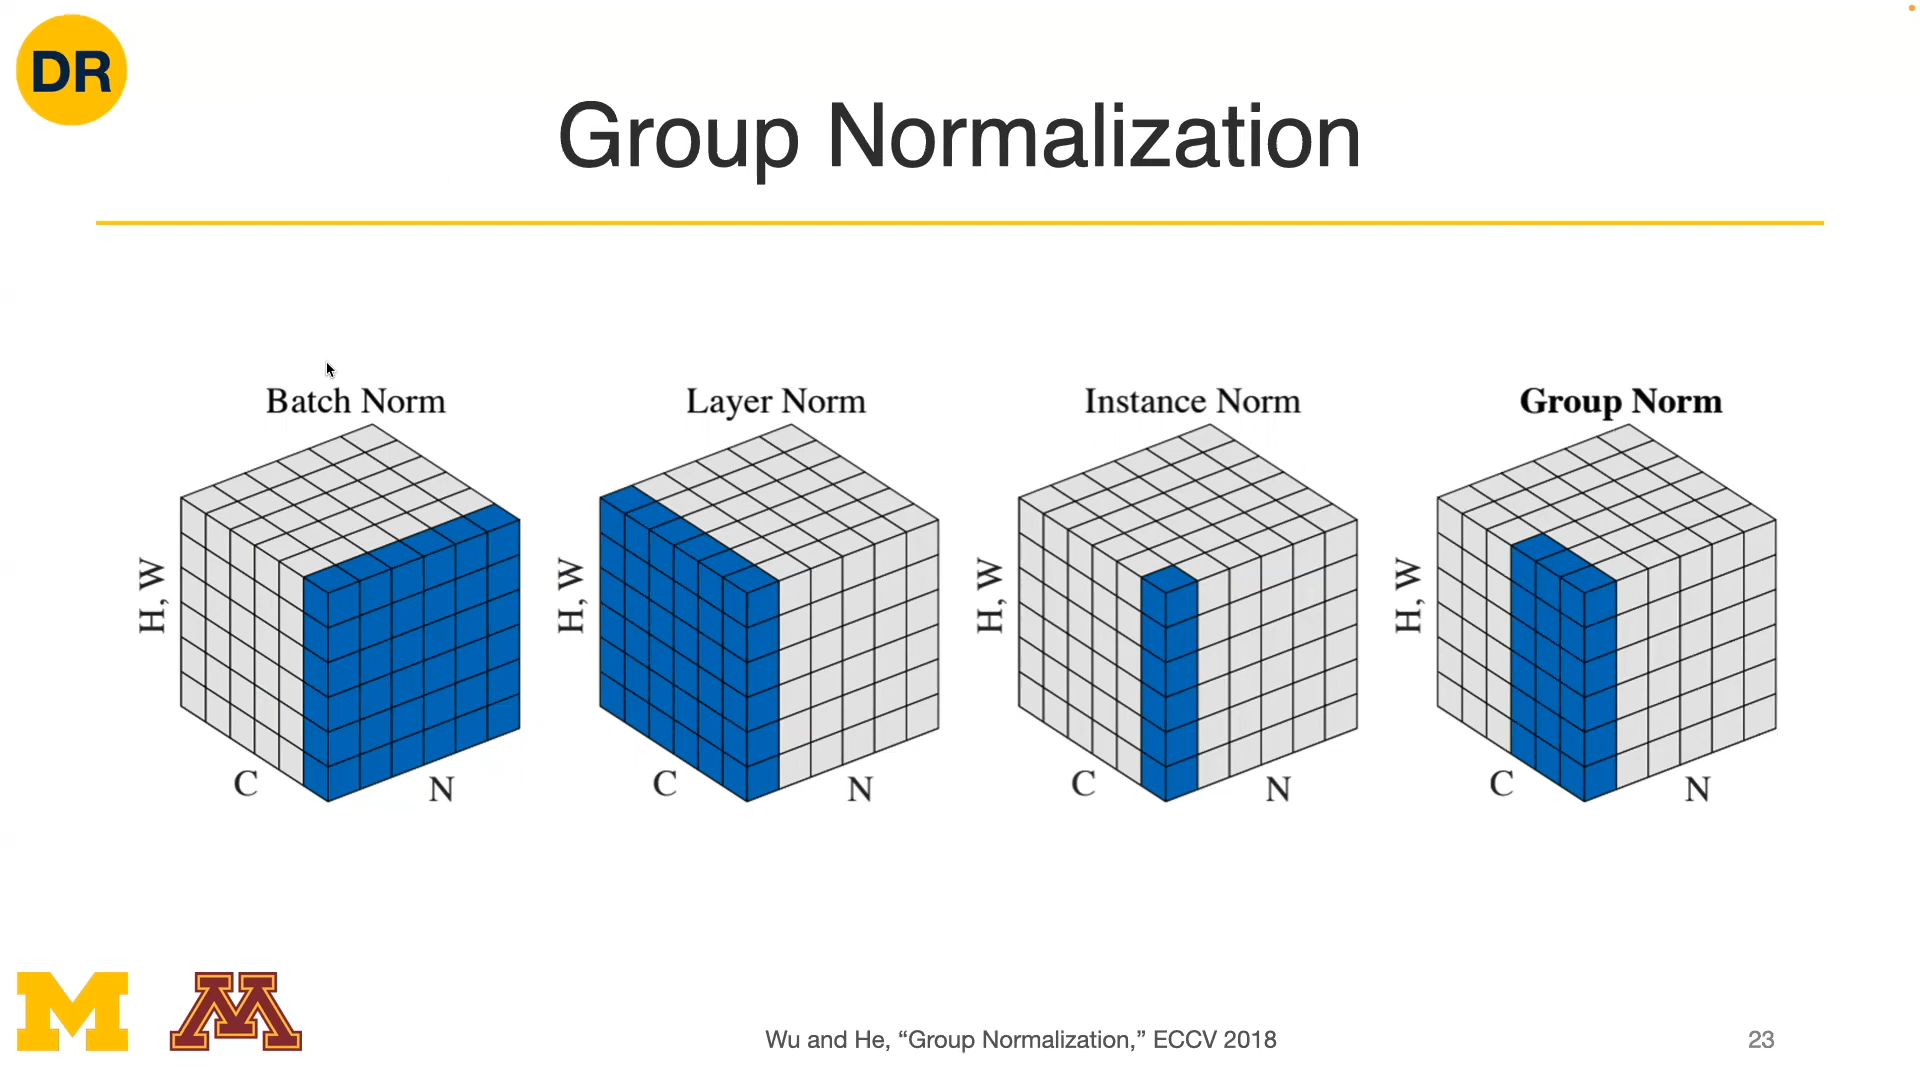 DR
Group Normalization
Batch Norm
Layer Norm
Instance Norm
Group Norm
H, W
C
N
H, W
C
N
H, W
C
N
H, W
C
N
M
M
Wu and He, “Group Normalization,” ECCV 2018
23